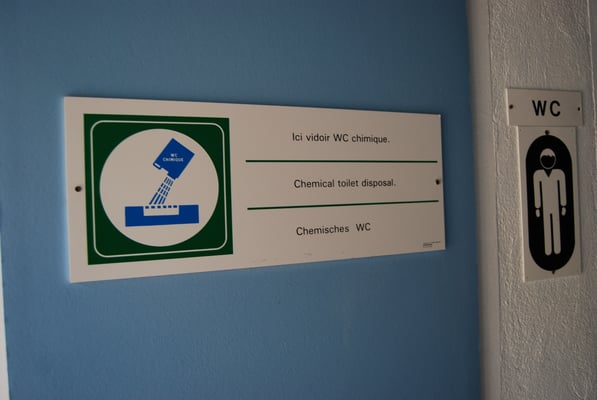 WC
CHIMIQUE
Ici vidoir WC chimique.
Chemical toilet disposal.
Chemisches WC
WC